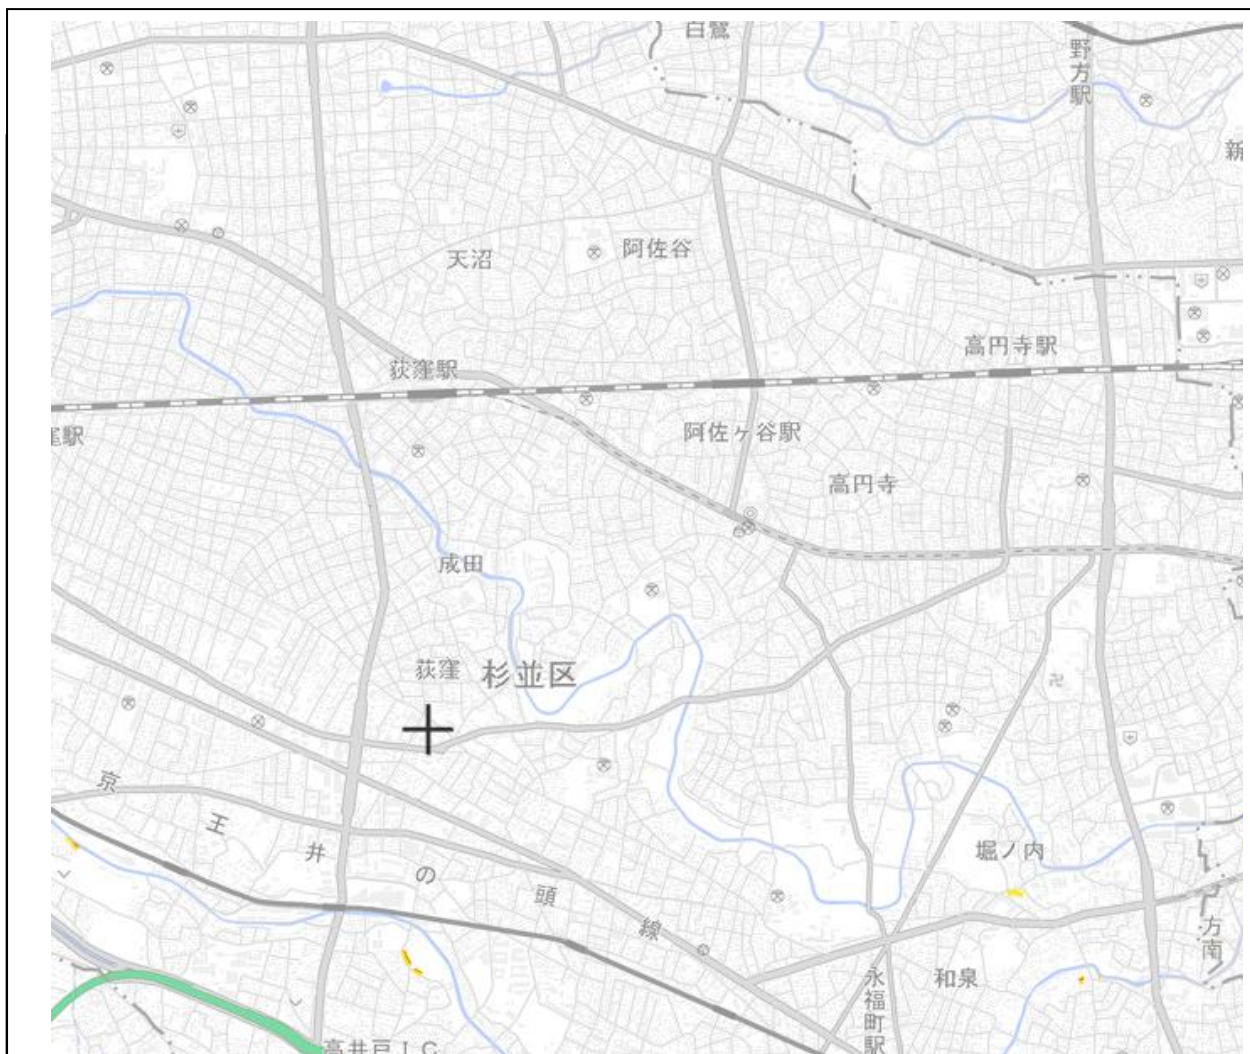 白鷺
野方駅
新
天沼
阿佐谷
高円寺駅
荻窪駅
窪駅
阿佐ヶ谷駅
高円寺
成田
荻窪
杉並区
京王井の頭線
堀ノ内
方南
和泉
永福町駅
高井戸IC